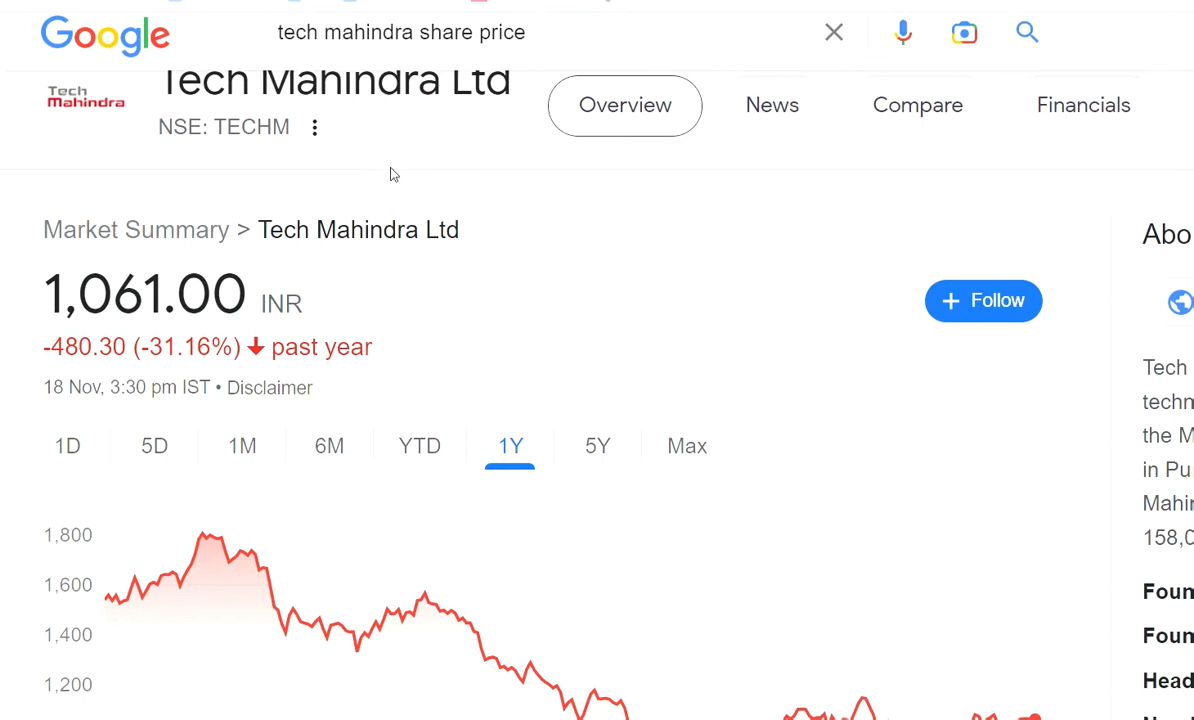 Google
tech mahindra share price
Tech
Mahindra
Tech Mahindra Ltd
NSE: TECHM
Overview
News
Compare
Financials
Market Summary > Tech Mahindra Ltd
1,061.00 INR
+ Follow
-480.30 (-31.16%) ↓ past year
18 Nov, 3:30 pm IST • Disclaimer
1D
5D
1M
6M
YTD
1Y
5Y
Max
1,800
1,600
1,400
1,200
Abo
Tech
techn
the M
in Pu
Mahin
158,0
Foun
Foun
Head